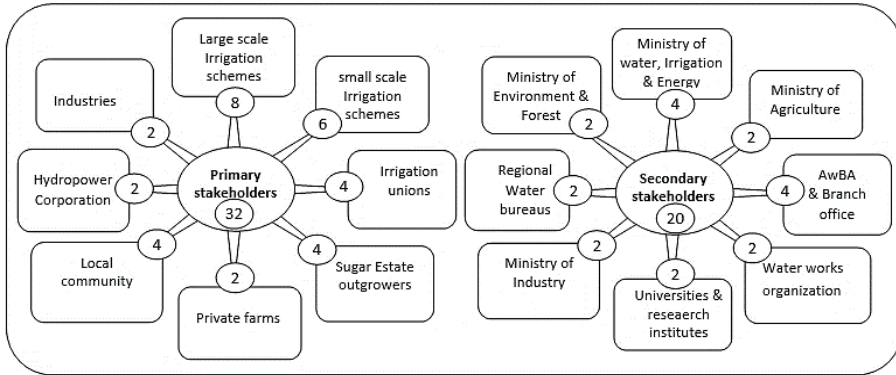 Large scale
Irrigation
schemes
8
small scale
Irrigation
schemes
6
Industries
2
Hydropower
Corporation
2
Primary
stakeholders
32
4
Irrigation
unions
4
Local
community
4
Sugar Estate
outgrowers
2
Private farms
Ministry of
water, Irrigation
& Energy
4
Ministry of
Environment &
Forest
2
Ministry of
Agriculture
2
Regional
Water
bureaus
2
Secondary
stakeholders
20
4
AwBA
& Branch
office
2
Ministry of
Industry
2
Water works
organization
2
Universities &
reseaerch
institutes